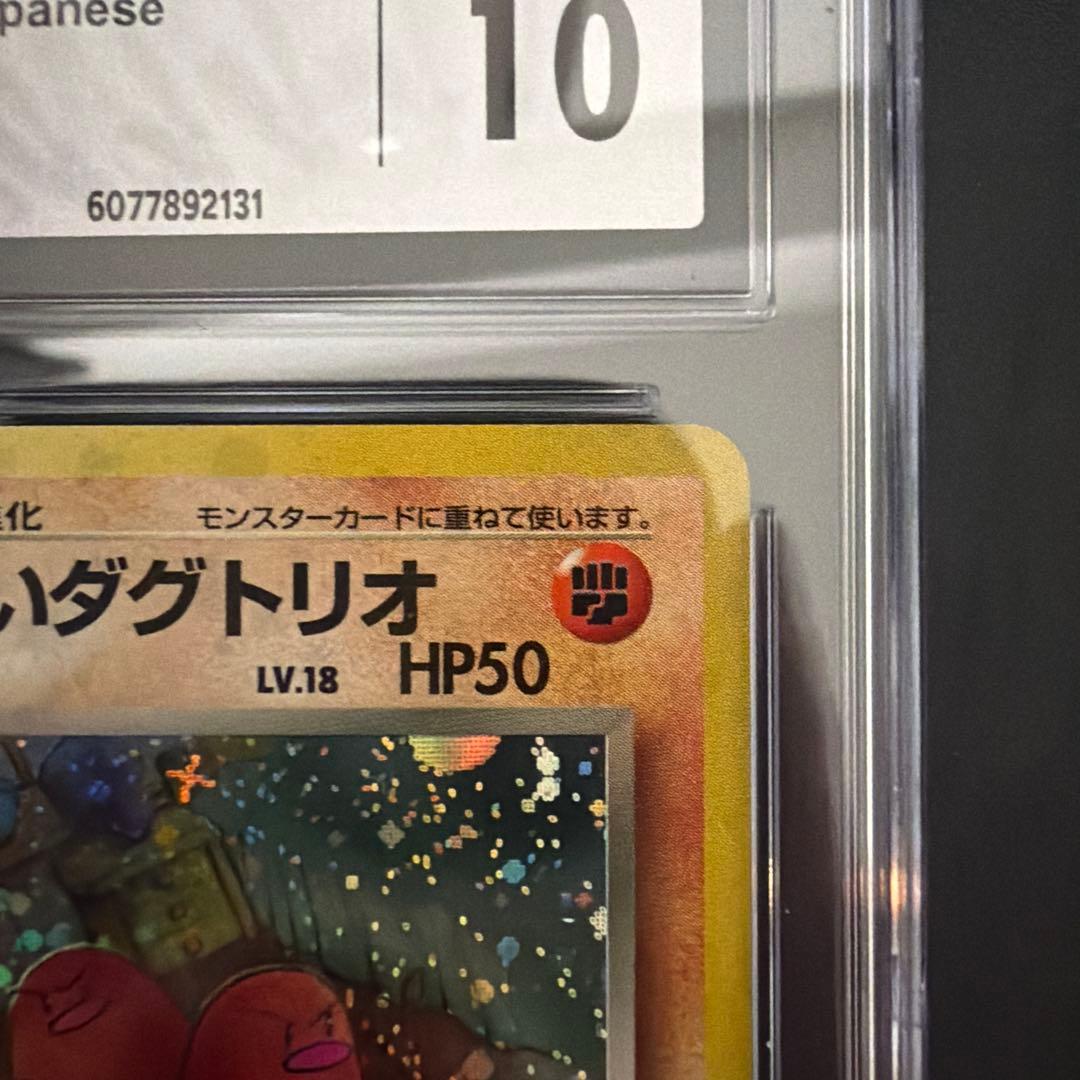 panese
10
6077892131
化
モンスターカードに重ねて使います。
いダグトリオ
LV.18 HP50